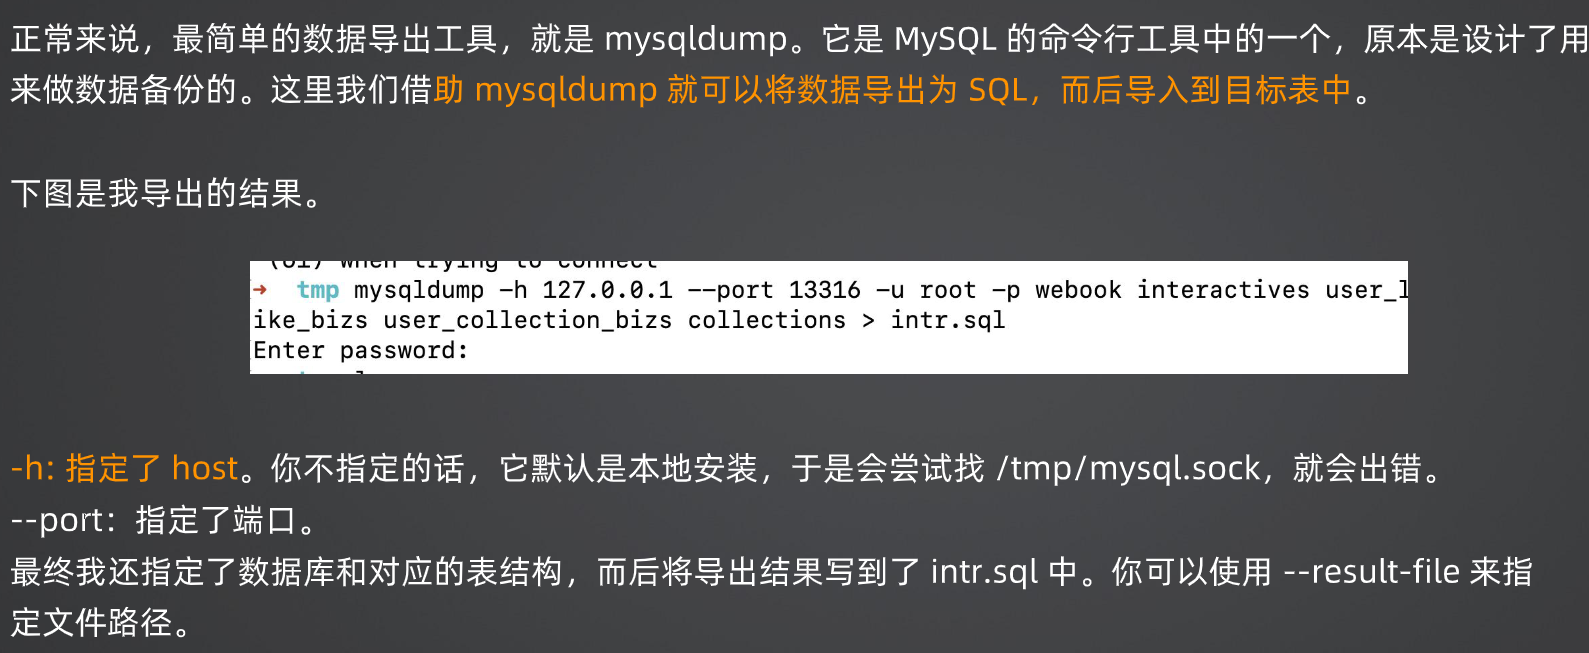 正常来说，最简单的数据导出工具，就是 mysqldump。它是 MySQL 的命令行工具中的一个，原本是设计了用
来做数据备份的。这里我们借助 mysqldump 就可以将数据导出为 SQL，而后导入到目标表中。
下图是我导出的结果。
(61) when trying to connect
→ tmp mysqldump -h 127.0.0.1 --port 13316 -u root -p webook interactives user_l
ike_bizs user_collection_bizs collections > intr.sql
Enter password:
-h: 指定了 host。你不指定的话，它默认是本地安装，于是会尝试找 /tmp/mysql.sock，就会出错。
--port：指定了端口。
最终我还指定了数据库和对应的表结构，而后将导出结果写到了 intr.sql 中。你可以使用 --result-file 来指
定文件路径。